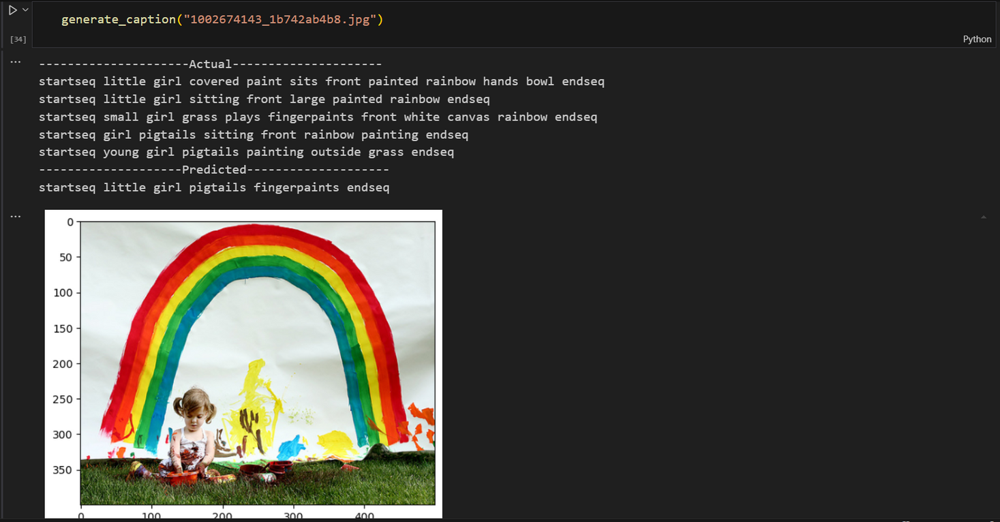 generate_caption("1002674143_1b742ab4b8.jpg")
[34]
Python
---------------------Actual---------------------
startseq little girl covered paint sits front painted rainbow hands bowl endseq
startseq little girl sitting front large painted rainbow endseq
startseq small girl grass plays fingerpaints front white canvas rainbow endseq
startseq girl pigtails sitting front rainbow painting endseq
startseq young girl pigtails painting outside grass endseq
--------------------Predicted--------------------
startseq little girl pigtails fingerpaints endseq
0
50
100
150
200
250
300
350
0 100 200 300 400